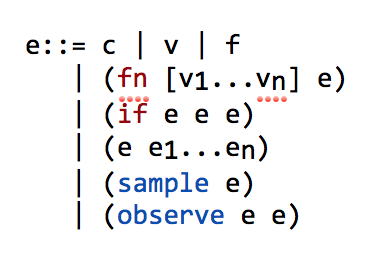 e::= c | v | f
| (fn [v1...vn] e)
| (if e e e)
| (e e1...en)
| (sample e)
| (observe e e)